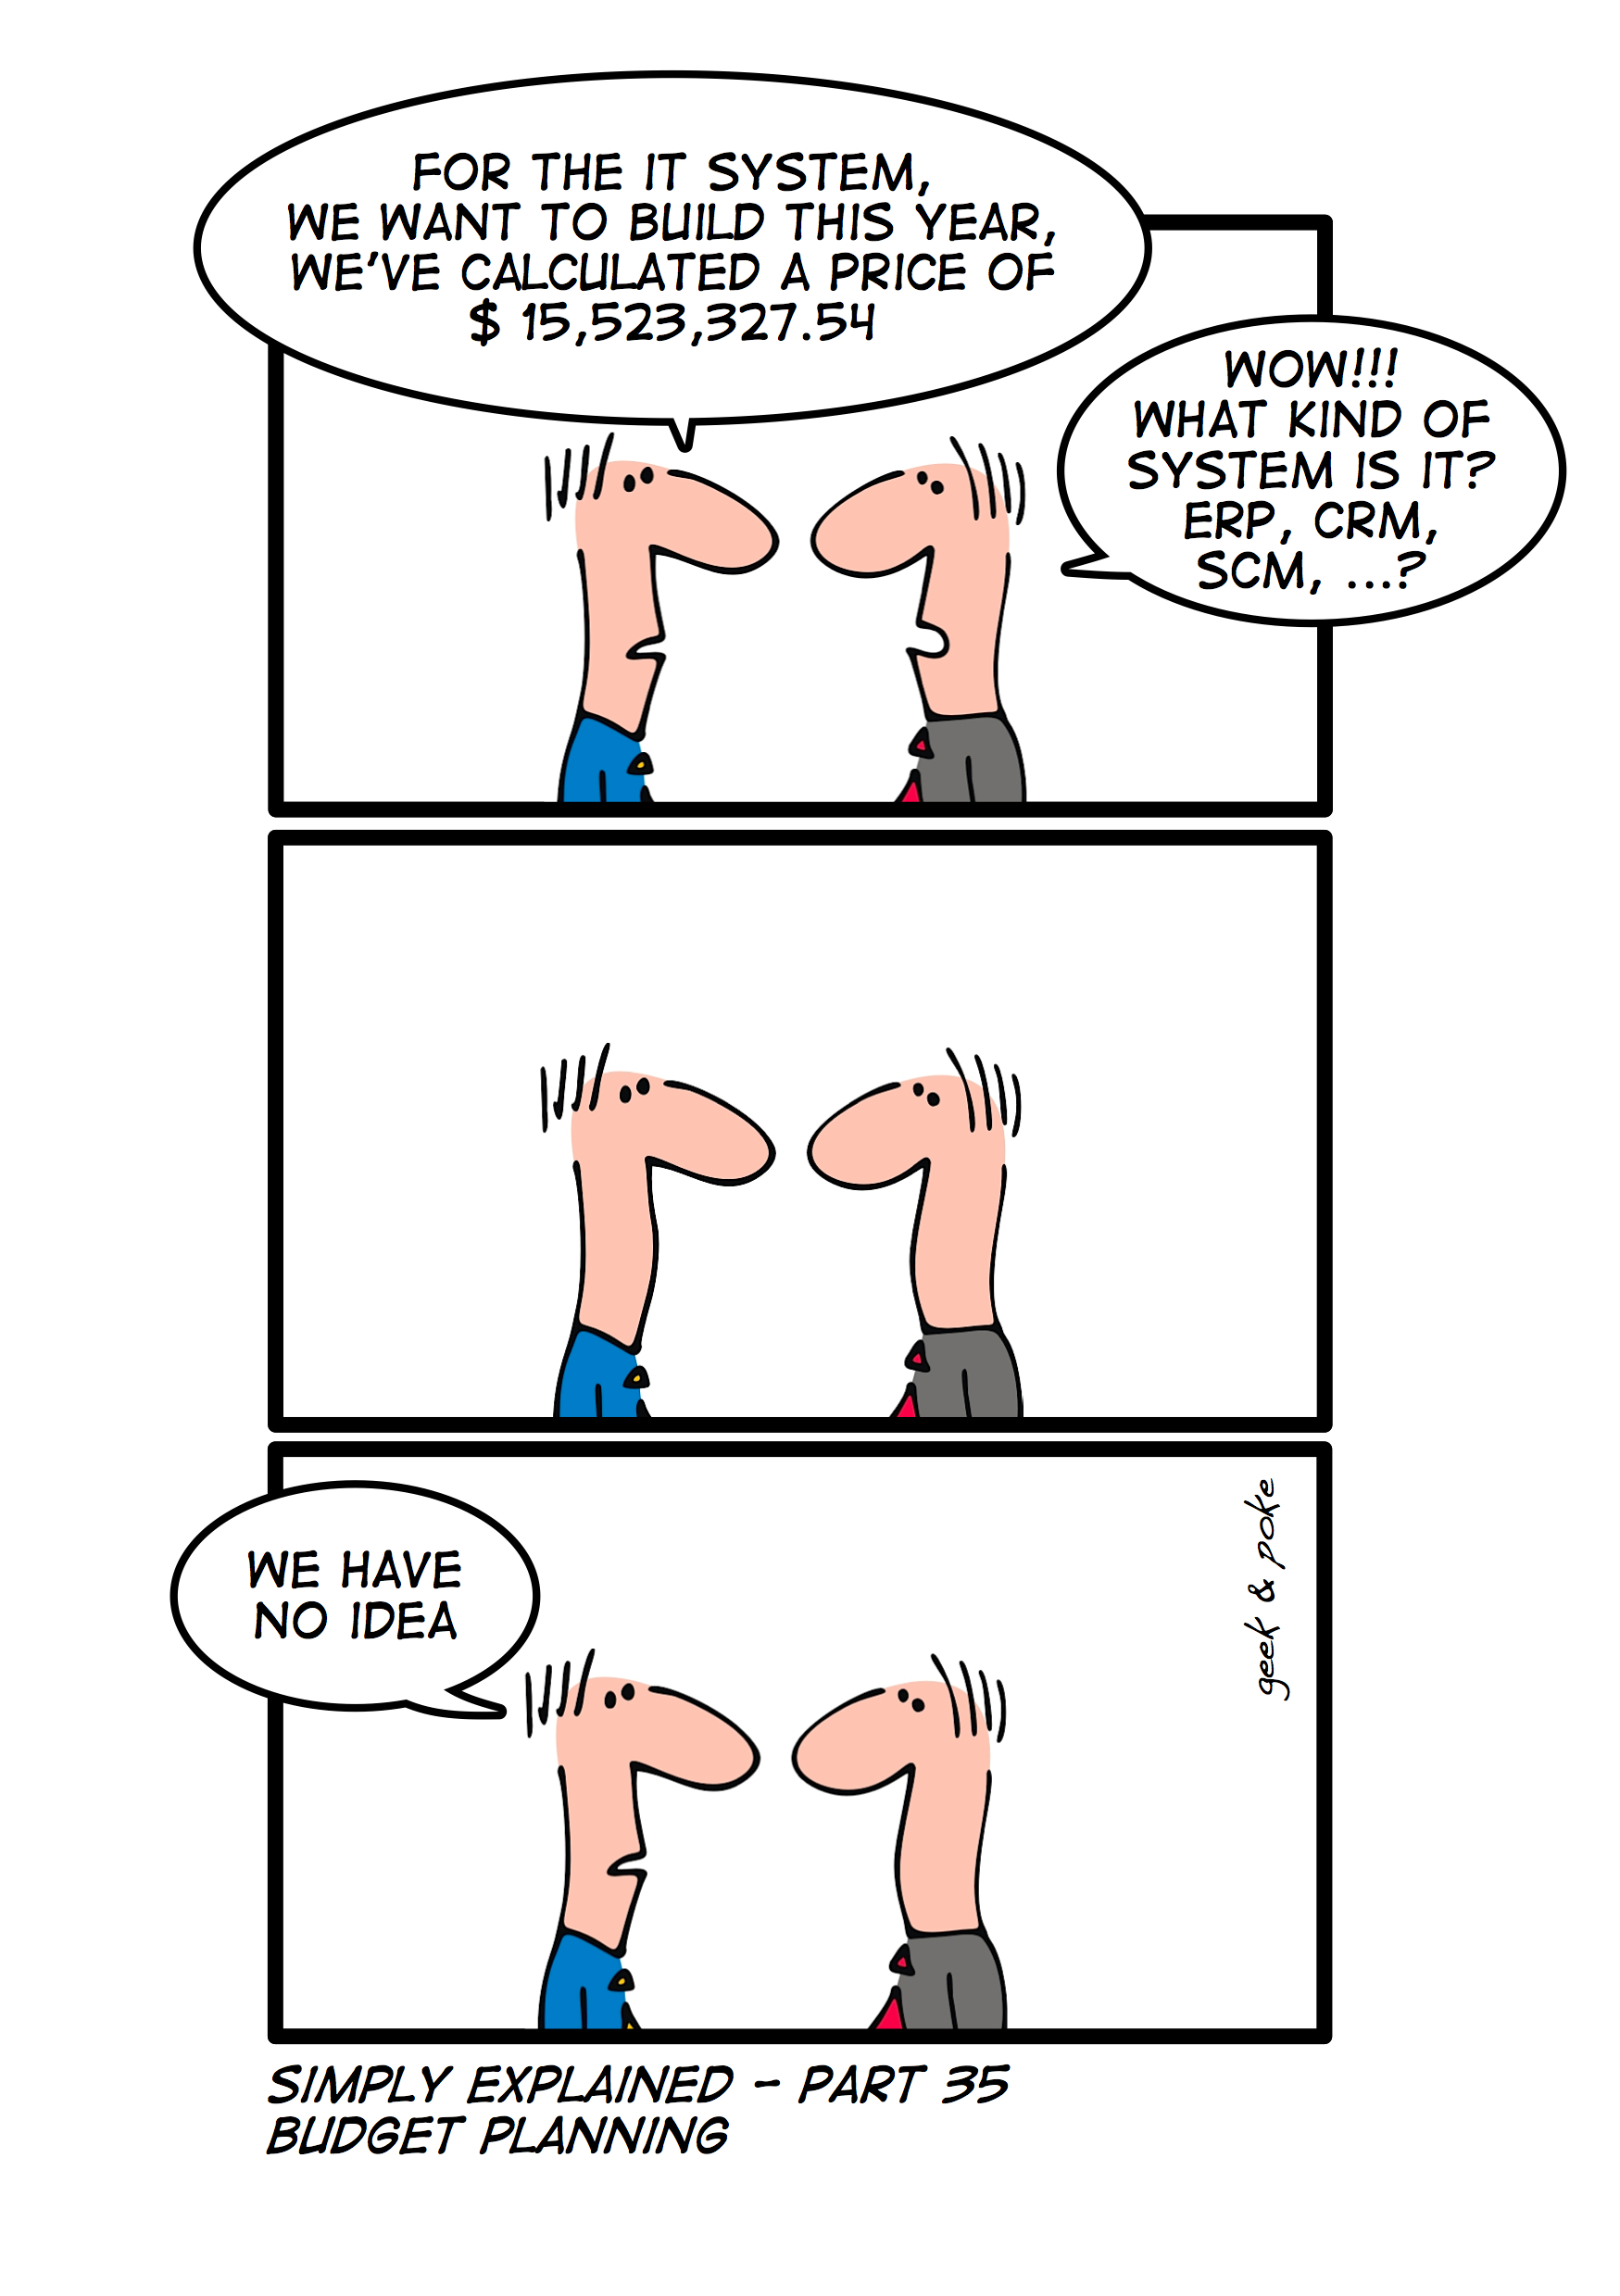 FOR THE IT SYSTEM,
WE WANT TO BUILD THIS YEAR,
WE'VE CALCULATED A PRICE OF
$ 15,523,327.54
WOW!!!
WHAT KIND OF
SYSTEM IS IT?
ERP, CRM,
SCM, ...?
WE HAVE
NO IDEA
geek & poke
SIMPLY EXPLAINED - PART 35
BUDGET PLANNING